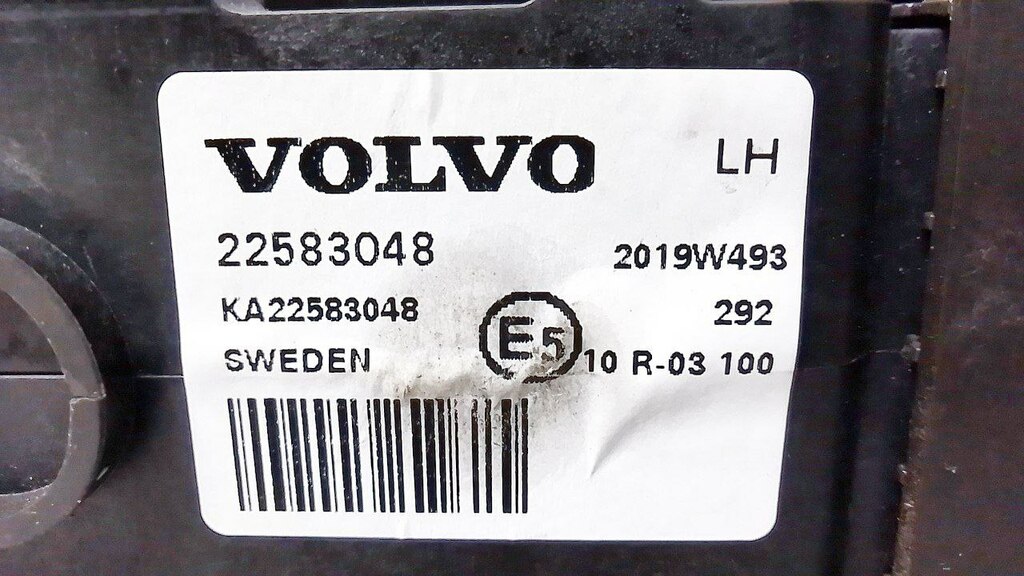 VOLVO LH
22583048 2019W493
KA22583048 292
E5
SWEDEN 10 R-03 100